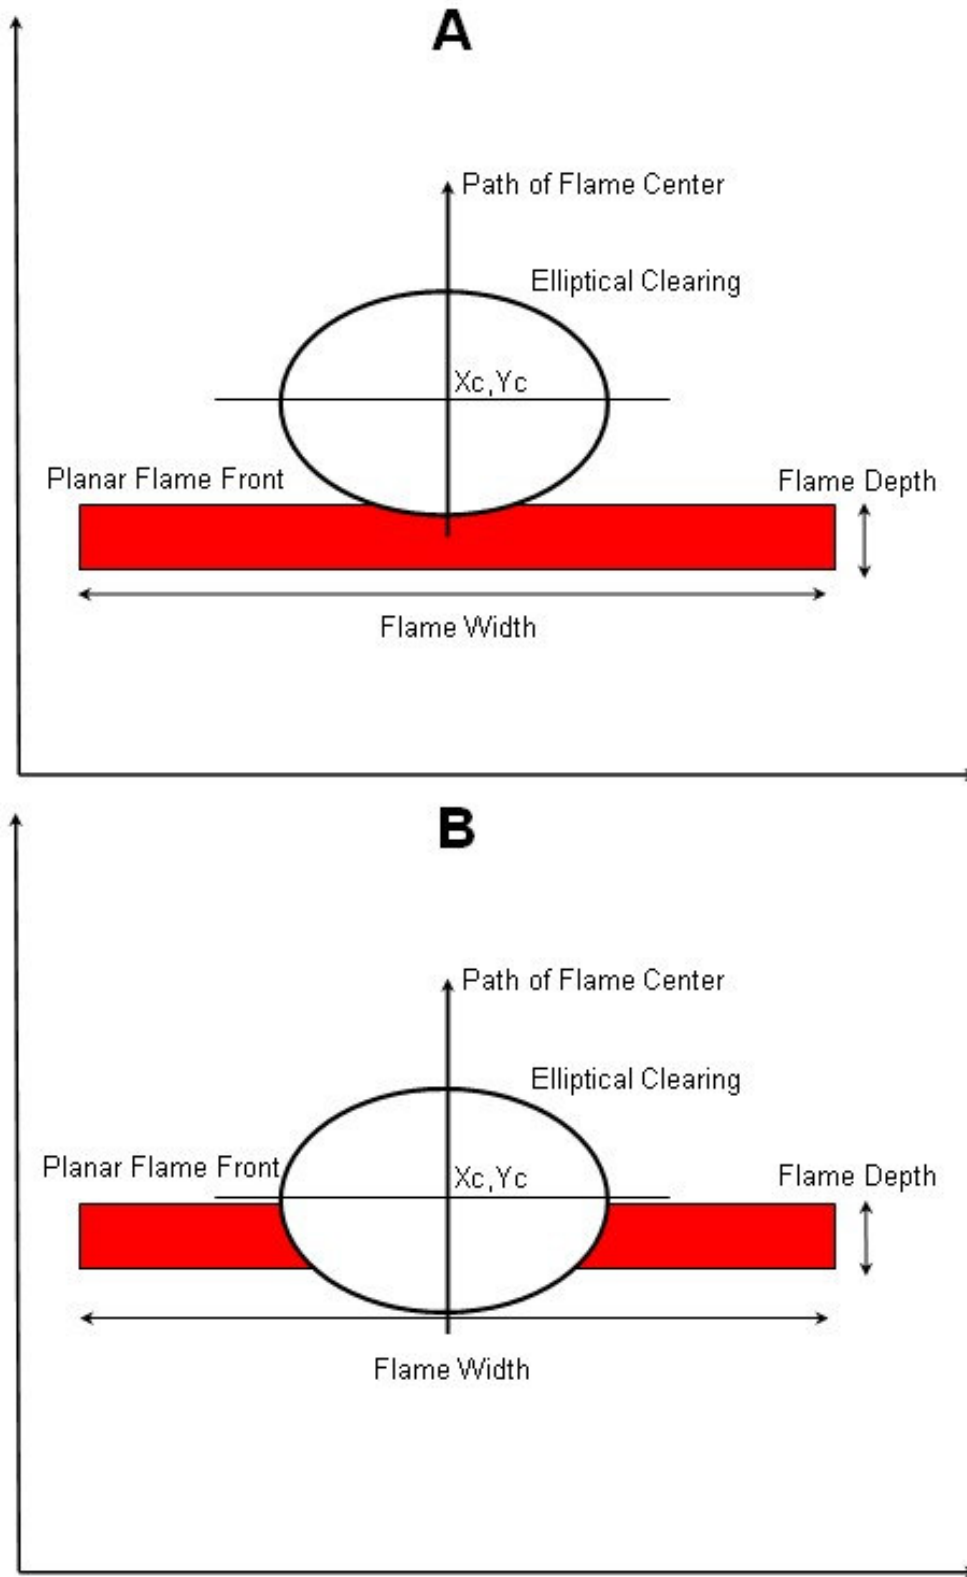 A
Path of Flame Center
Elliptical Clearing
Xc,Yc
Planar Flame Front
Flame Depth
Flame Width
B
Path of Flame Center
Elliptical Clearing
Planar Flame Front
Xc,Yc
Flame Depth
Flame Width